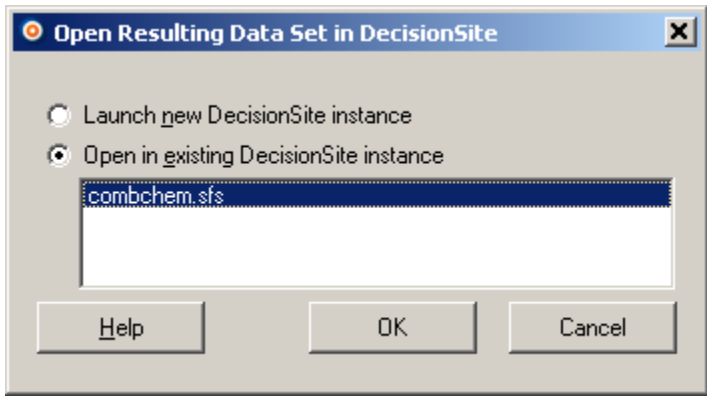 Open Resulting Data Set in DecisionSite
Launch new DecisionSite instance
Open in existing DecisionSite instance
combchem.sfs
Help OK Cancel